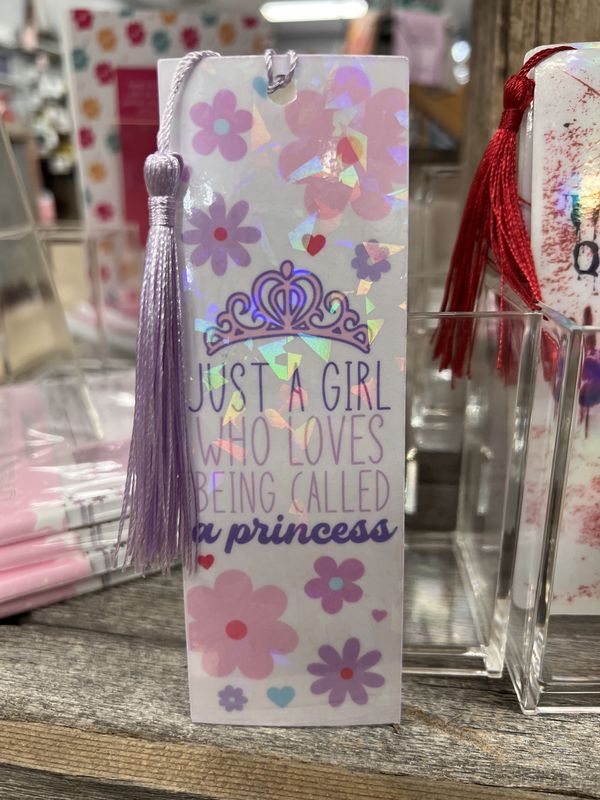 JUST A GIRL
WHO LOVES
BEING CALLED
a princess
Q